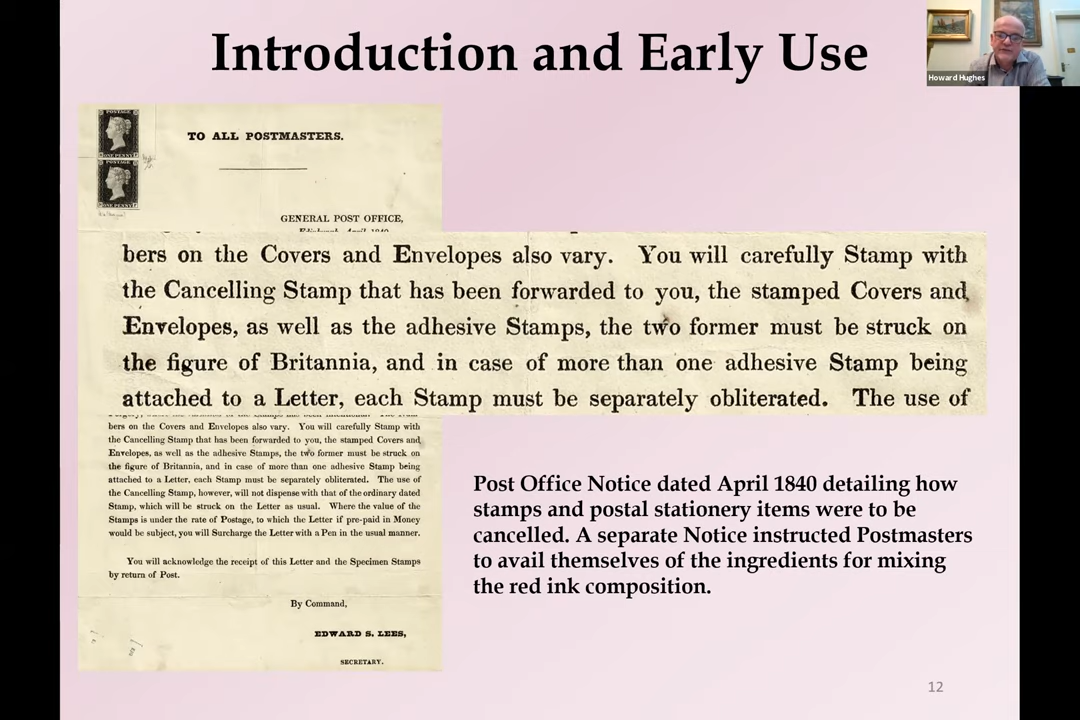 Introduction and Early Use
Howard Hughes
POSTAGE
ONE PENNY
POSTAGE
ONE PENNY
TO ALL POSTMASTERS.
GENERAL POST OFFICE,
Edinburgh, April 1840
bers on the Covers and Envelopes also vary. You will carefully Stamp with
the Cancelling Stamp that has been forwarded to you, the stamped Covers and
Envelopes, as well as the adhesive Stamps, the two former must be struck on
the figure of Britannia, and in case of more than one adhesive Stamp being
attached to a Letter, each Stamp must be separately obliterated. The use of
bers on the Covers and Envelopes also vary. You will carefully Stamp with
the Cancelling Stamp that has been forwarded to you, the stamped Covers and
Envelopes, as well as the adhesive Stamps, the two former must be struck on
the figure of Britannia, and in case of more than one adhesive Stamp being
attached to a Letter, each Stamp must be separately obliterated. The use of
the Cancelling Stamp, however, will not dispense with that of the ordinary dated
Stamp, which will be struck on the Letter as usual. Where the value of the
Stamps is under the rate of Postage, to which the Letter if pre-paid in Money
would be subject, you will Surcharge the Letter with a Pen in the usual manner.
You will acknowledge the receipt of this Letter and the Specimen Stamps
by return of Post.
By Command,
EDWARD S. LEES,
SECRETARY.
Post Office Notice dated April 1840 detailing how
stamps and postal stationery items were to be
cancelled. A separate Notice instructed Postmasters
to avail themselves of the ingredients for mixing
the red ink composition.
12